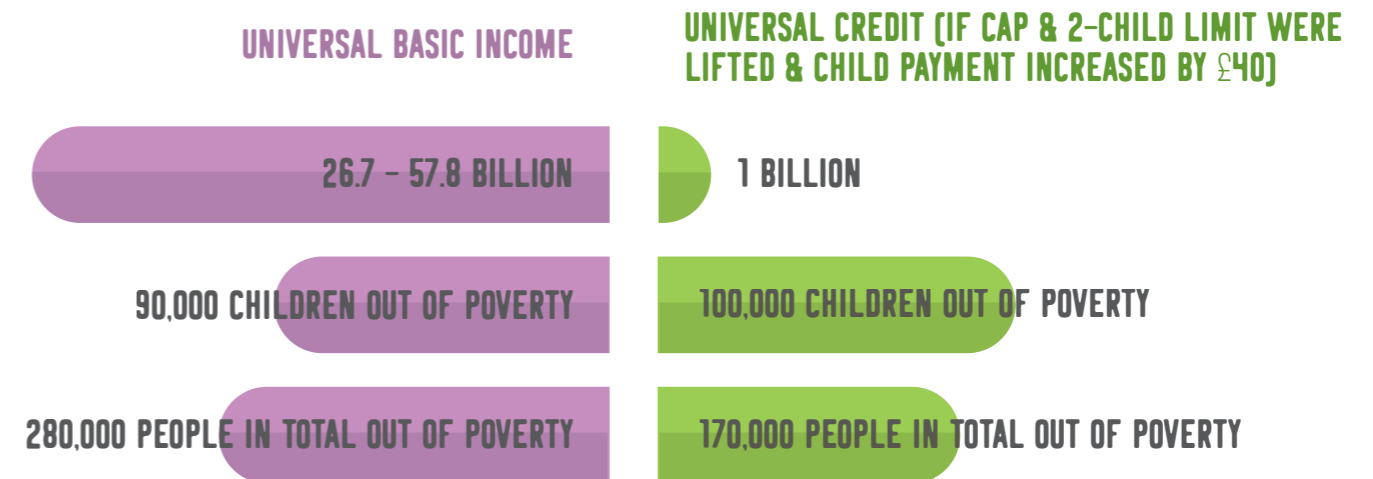 UNIVERSAL BASIC INCOME
UNIVERSAL CREDIT (IF CAP & 2-CHILD LIMIT WERE
LIFTED & CHILD PAYMENT INCREASED BY £40)
26.7 – 57.8 BILLION
1 BILLION
90,000 CHILDREN OUT OF POVERTY
100,000 CHILDREN OUT OF POVERTY
280,000 PEOPLE IN TOTAL OUT OF POVERTY
170,000 PEOPLE IN TOTAL OUT OF POVERTY